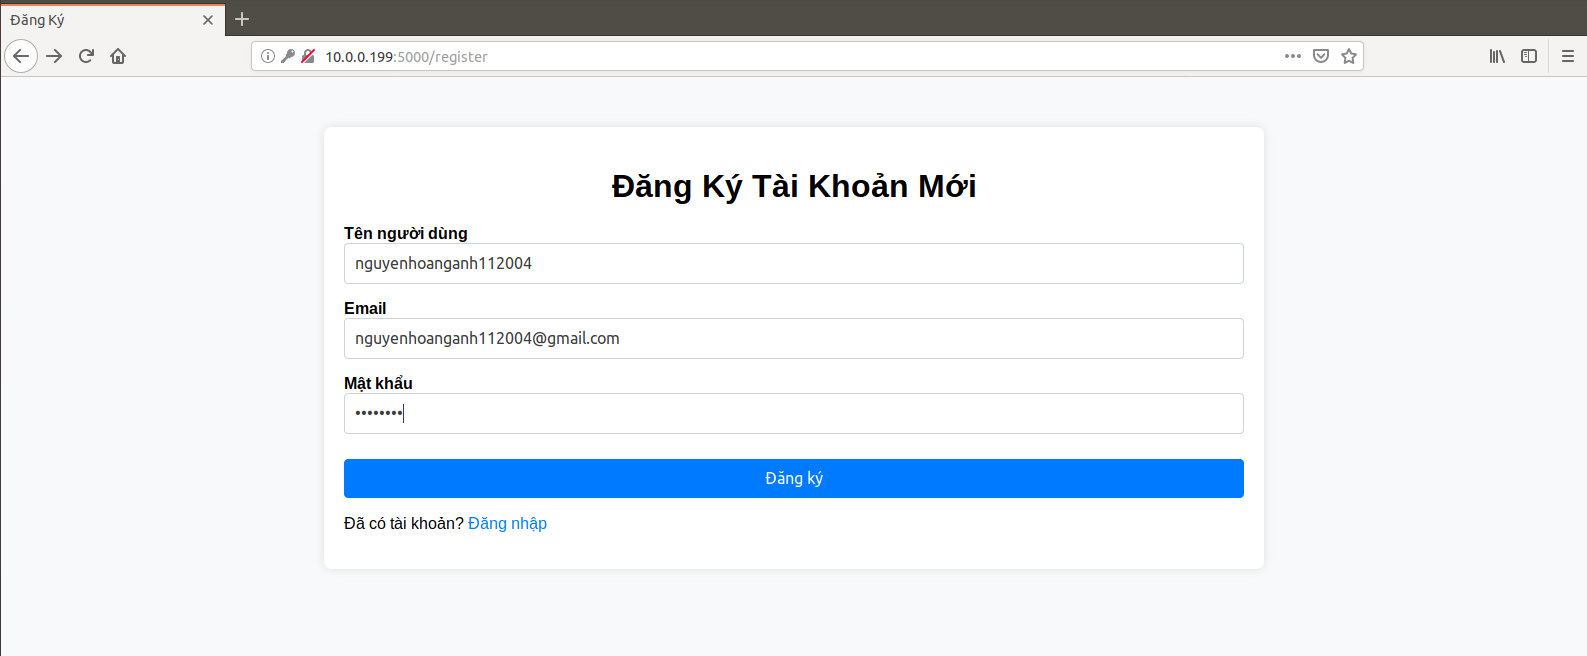 Đăng Ký
10.0.0.199:5000/register
Đăng Ký Tài Khoản Mới
Tên người dùng
nguyenhoanganh112004
Email
nguyenhoanganh112004@gmail.com
Mật khẩu
••••••••
Đăng ký
Đã có tài khoản? Đăng nhập